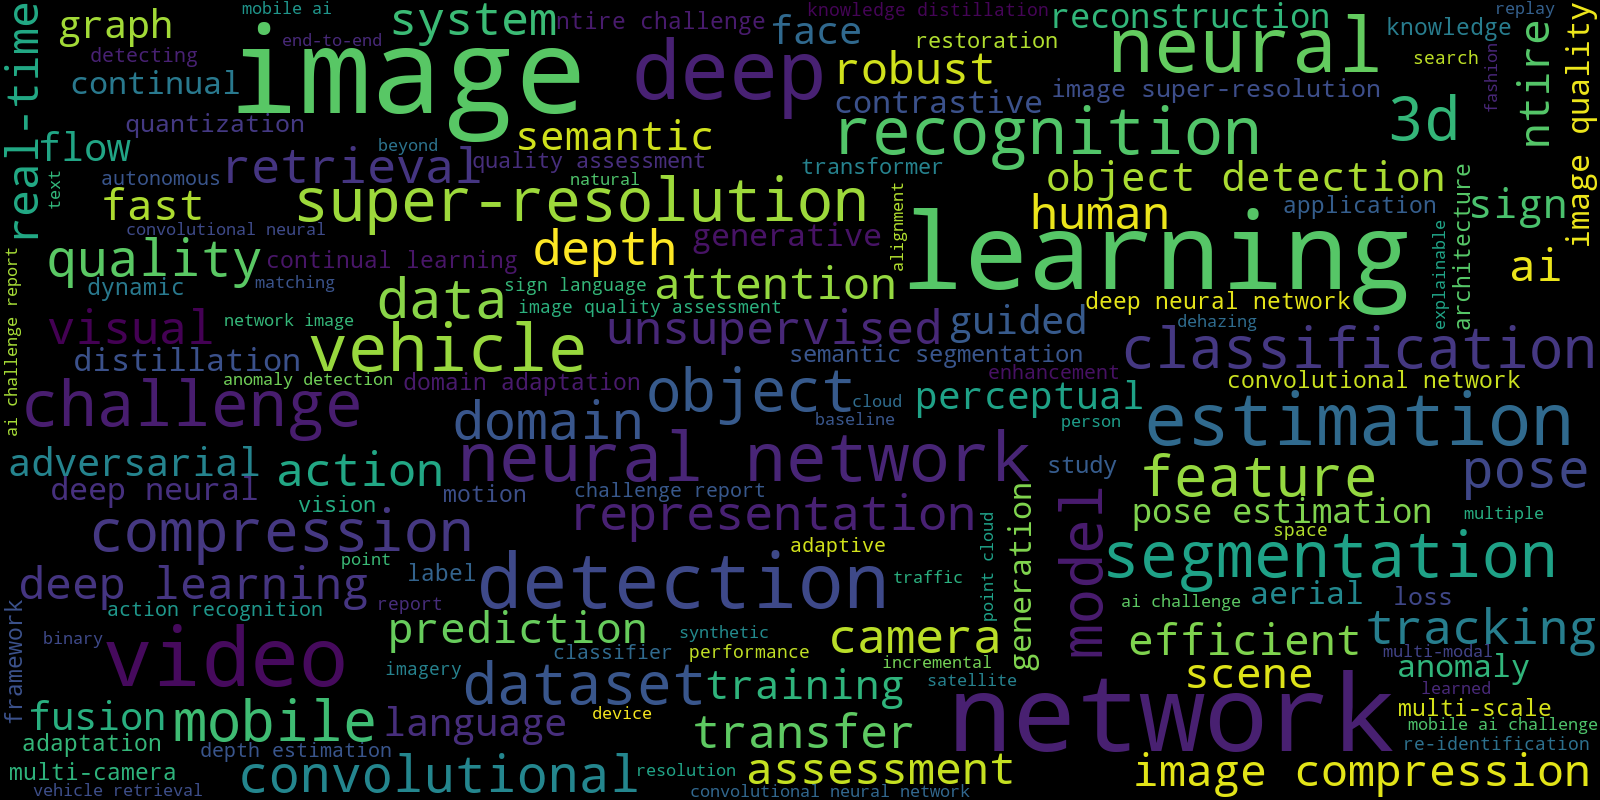 mobile ai
system
ntire challenge
knowledge distillation
reconstruction
replay
graph
end-to-end
image
face
restoration
neural
knowledge
detecting
deep
robust
search
real-time
continual
contrastive
image super-resolution
fashion
ntire
image quality
quantization
semantic
recognition
3d
flow
beyond
retrieval
quality assessment
transformer
text
autonomous
natural
object detection
fast
super-resolution
human
application
architecture
sign
convolutional neural
depth
generative
alignment
learning
explainable
quality
continual learning
ai
dynamic
matching
data
sign language
attention
deep neural network
ai challenge report
image quality assessment
visual
network image
vehicle
unsupervised
guided
dehazing
classification
distillation
semantic segmentation
anomaly detection
domain adaptation
enhancement
convolutional network
challenge
object
cloud
perceptual
domain
baseline
person
estimation
neural network
adversarial
action
study
feature
pose
deep neural
motion
challenge report
vision
representation
generation
model
pose estimation
multiple
compression
space
adaptive
point cloud
segmentation
point
deep learning
label
detection
traffic
action recognition
report
ai challenge
aerial
loss
framework
binary
prediction
synthetic
camera
efficient
tracking
video
classifier
performance
multi-modal
imagery
incremental
scene
anomaly
dataset
training
satellite
network
learned
fusion
mobile
language
device
transfer
multi-scale
mobile ai challenge
adaptation
depth estimation
re-identification
multi-camera
convolutional
resolution
assessment
image compression
vehicle retrieval
convolutional neural network